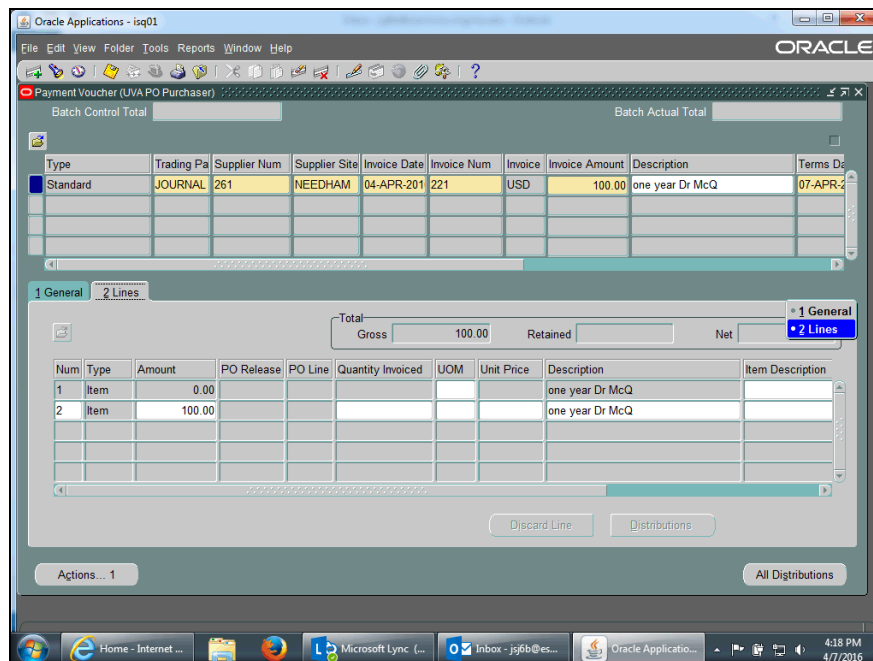 Oracle Applications - isq01
File Edit View Folder Tools Reports Window Help
ORACLE
Payment Voucher (UVA PO Purchaser)
Batch Control Total
Batch Actual Total
Type Trading Pa Supplier Num Supplier Site Invoice Date Invoice Num Invoice Invoice Amount Description Terms Da
Standard JOURNAL 261 NEEDHAM 04-APR-201 221 USD 100.00 one year Dr McQ 07-APR-2
1 General 2 Lines
1 General
2 Lines
Total
Gross 100.00 Retained Net
Num Type Amount PO Release PO Line Quantity Invoiced UOM Unit Price Description Item Description
1 Item 0.00 one year Dr McQ
2 Item 100.00 one year Dr McQ
Discard Line Distributions
Actions... 1 All Distributions
Home - Internet ... Microsoft Lync (... Inbox - jsj6b@es... Oracle Applicatio... 4:18 PM
4/7/2016